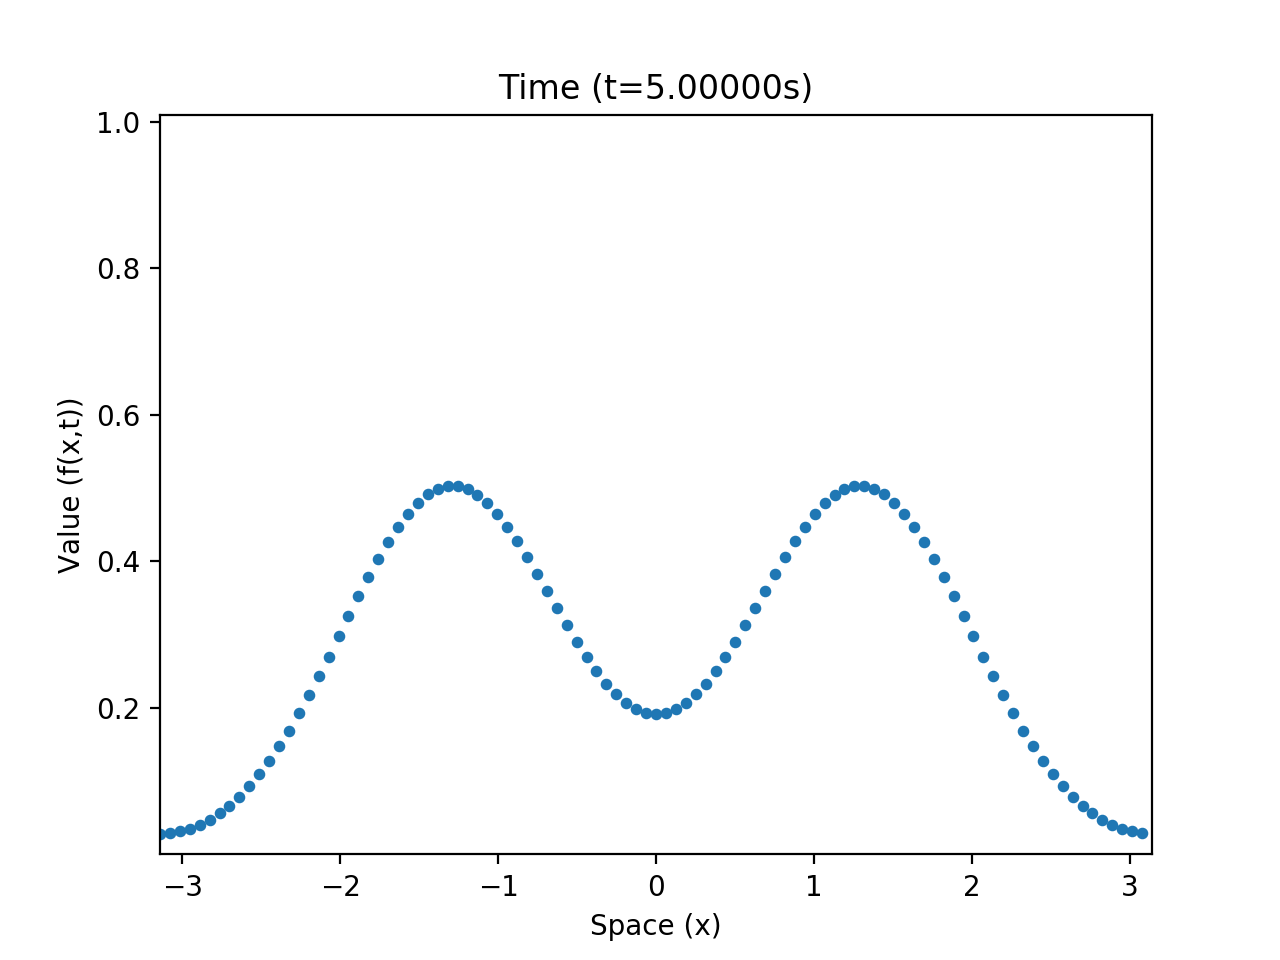 Time (t=5.00000s)
1.0
0.8
0.6
0.4
0.2
Value (f(x,t))
−3 −2 −1 0 1 2 3
Space (x)